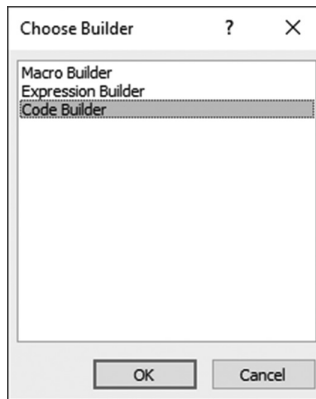 Choose Builder ? ×
Macro Builder
Expression Builder
Code Builder
OK Cancel